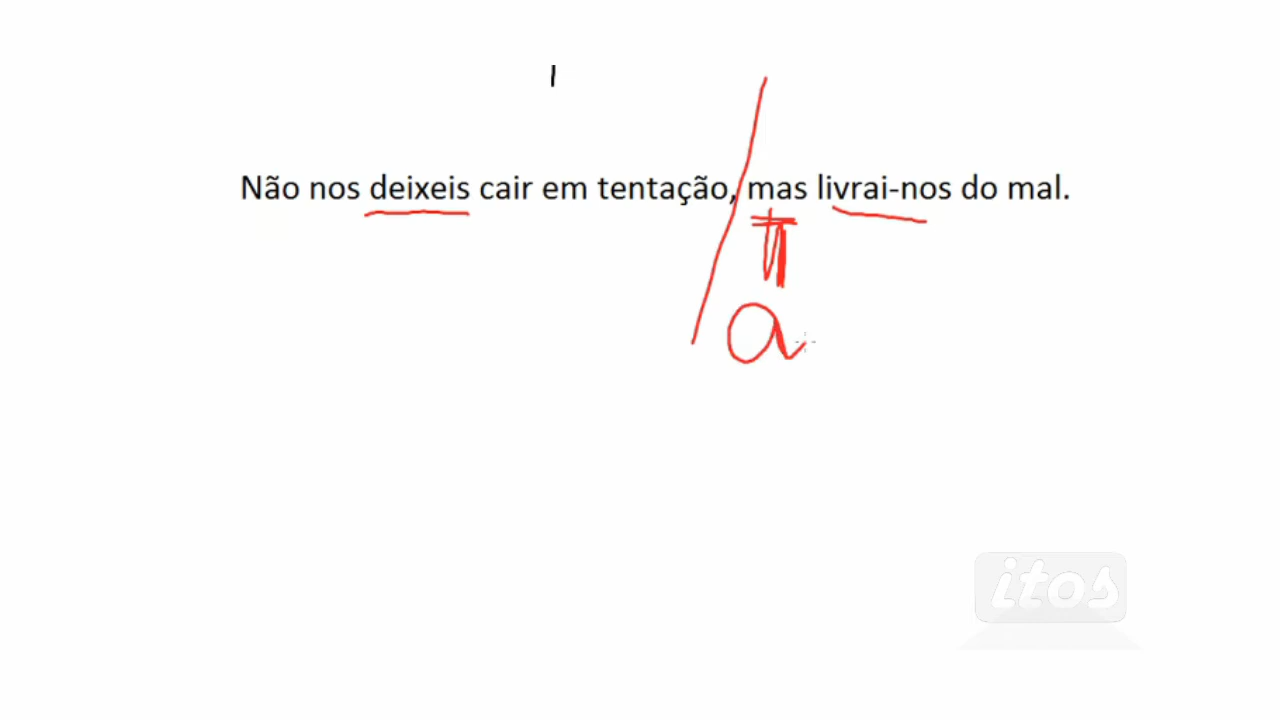 Não nos deixeis cair em tentação, mas livrai-nos do mal.
a
itos